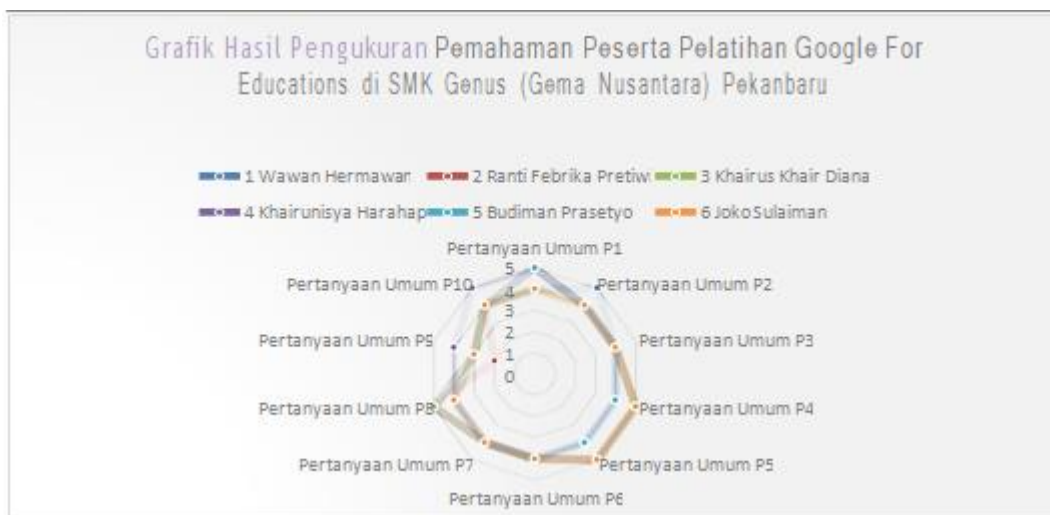 Grafik Hasil Pengukuran Pemahaman Peserta Pelatihan Google For
Educations di SMK Genus (Gema Nusantara) Pekanbaru
1 Wawan Hermawan 2 Ranti Febrika Pretiw 3 Khairus Khair Diana
4 Khairunisya Harahap 5 Budiman Prasetyo 6 Joko Sulaiman
Pertanyaan Umum P1
5
Pertanyaan Umum P10 4 Pertanyaan Umum P2
3
2
Pertanyaan Umum P9 Pertanyaan Umum P3
1
0
Pertanyaan Umum P8 Pertanyaan Umum P4
Pertanyaan Umum P7 Pertanyaan Umum P5
Pertanyaan Umum P6